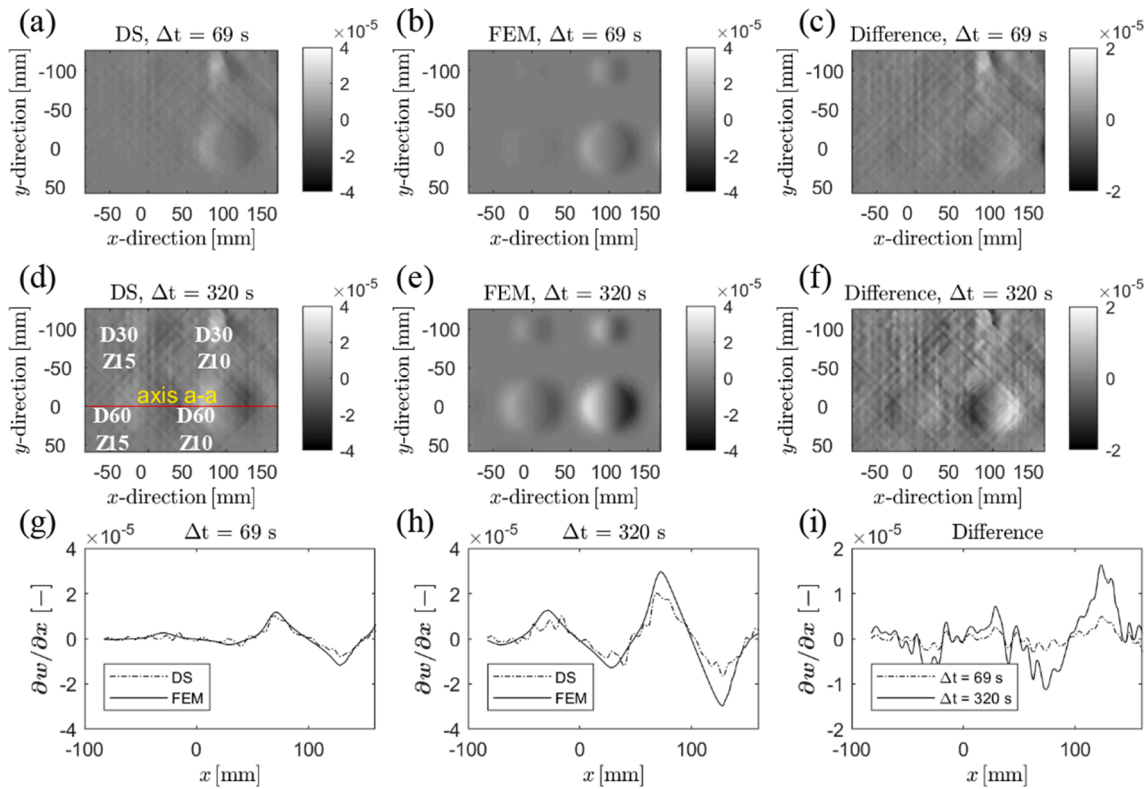 (a)
DS, Δt = 69 s
×10⁻⁵
-100
-50
0
50
y-direction [mm]
-50 0 50 100 150
x-direction [mm]
4
2
0
-2
-4
(b)
FEM, Δt = 69 s
×10⁻⁵
-100
-50
0
50
y-direction [mm]
-50 0 50 100 150
x-direction [mm]
4
2
0
-2
-4
(c)
Difference, Δt = 69 s
×10⁻⁵
-100
-50
0
50
y-direction [mm]
-50 0 50 100 150
x-direction [mm]
2
1
0
-1
-2
(d)
DS, Δt = 320 s
×10⁻⁵
-100
-50
0
50
y-direction [mm]
D30 D30
Z15 Z10
axis a-a
D60 D60
Z15 Z10
-50 0 50 100 150
x-direction [mm]
4
2
0
-2
-4
(e)
FEM, Δt = 320 s
×10⁻⁵
-100
-50
0
50
y-direction [mm]
-50 0 50 100 150
x-direction [mm]
4
2
0
-2
-4
(f)
Difference, Δt = 320 s
×10⁻⁵
-100
-50
0
50
y-direction [mm]
-50 0 50 100 150
x-direction [mm]
2
1
0
-1
-2
(g)
Δt = 69 s
×10⁻⁵
4
2
0
-2
-4
∂w/∂x [−]
DS
FEM
-100 0 100
x [mm]
(h)
Δt = 320 s
×10⁻⁵
4
2
0
-2
-4
∂w/∂x [−]
DS
FEM
-100 0 100
x [mm]
(i)
Difference
×10⁻⁵
2
1
0
-1
-2
∂w/∂x [−]
Δt = 69 s
Δt = 320 s
-100 0 100
x [mm]